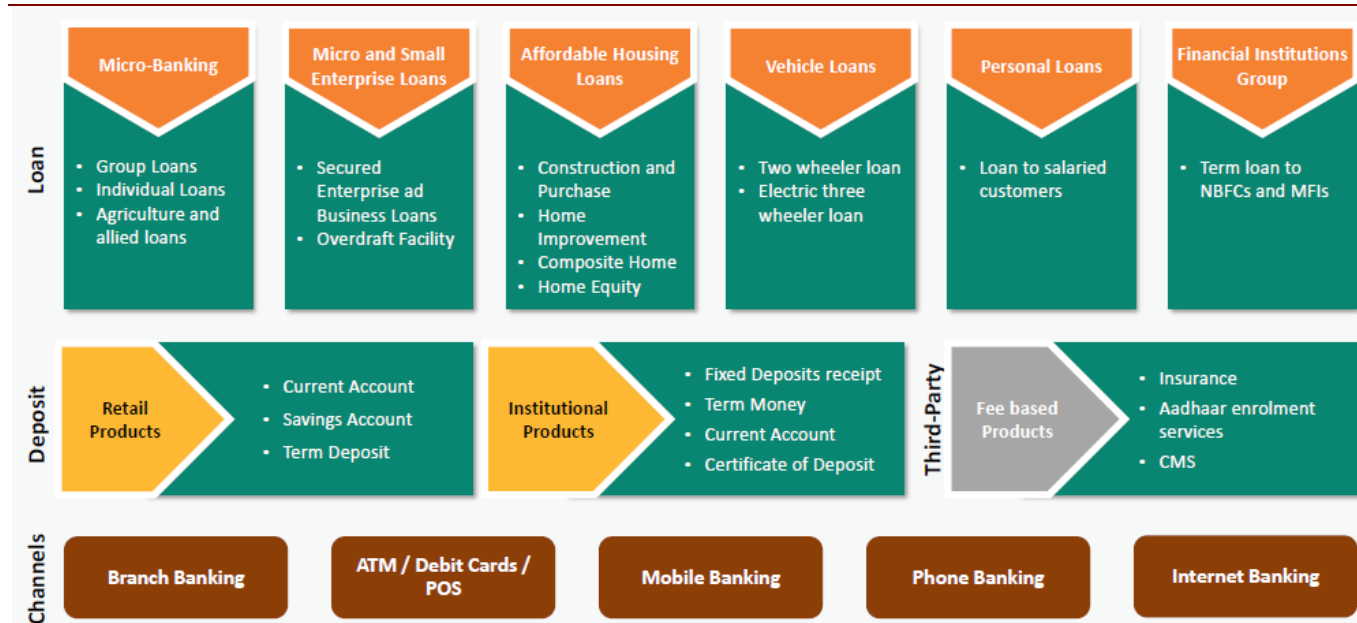 Loan
Micro-Banking
• Group Loans
• Individual Loans
• Agriculture and
allied loans
Micro and Small
Enterprise Loans
• Secured
Enterprise ad
Business Loans
• Overdraft Facility
Affordable Housing
Loans
• Construction and
Purchase
• Home
Improvement
• Composite Home
• Home Equity
Vehicle Loans
• Two wheeler loan
• Electric three
wheeler loan
Personal Loans
• Loan to salaried
customers
Financial Institutions
Group
• Term loan to
NBFCs and MFIs
Deposit
Retail
Products
• Current Account
• Savings Account
• Term Deposit
Institutional
Products
• Fixed Deposits receipt
• Term Money
• Current Account
• Certificate of Deposit
Third-Party
Fee based
Products
• Insurance
• Aadhaar enrolment
services
• CMS
Channels
Branch Banking
ATM / Debit Cards /
POS
Mobile Banking
Phone Banking
Internet Banking